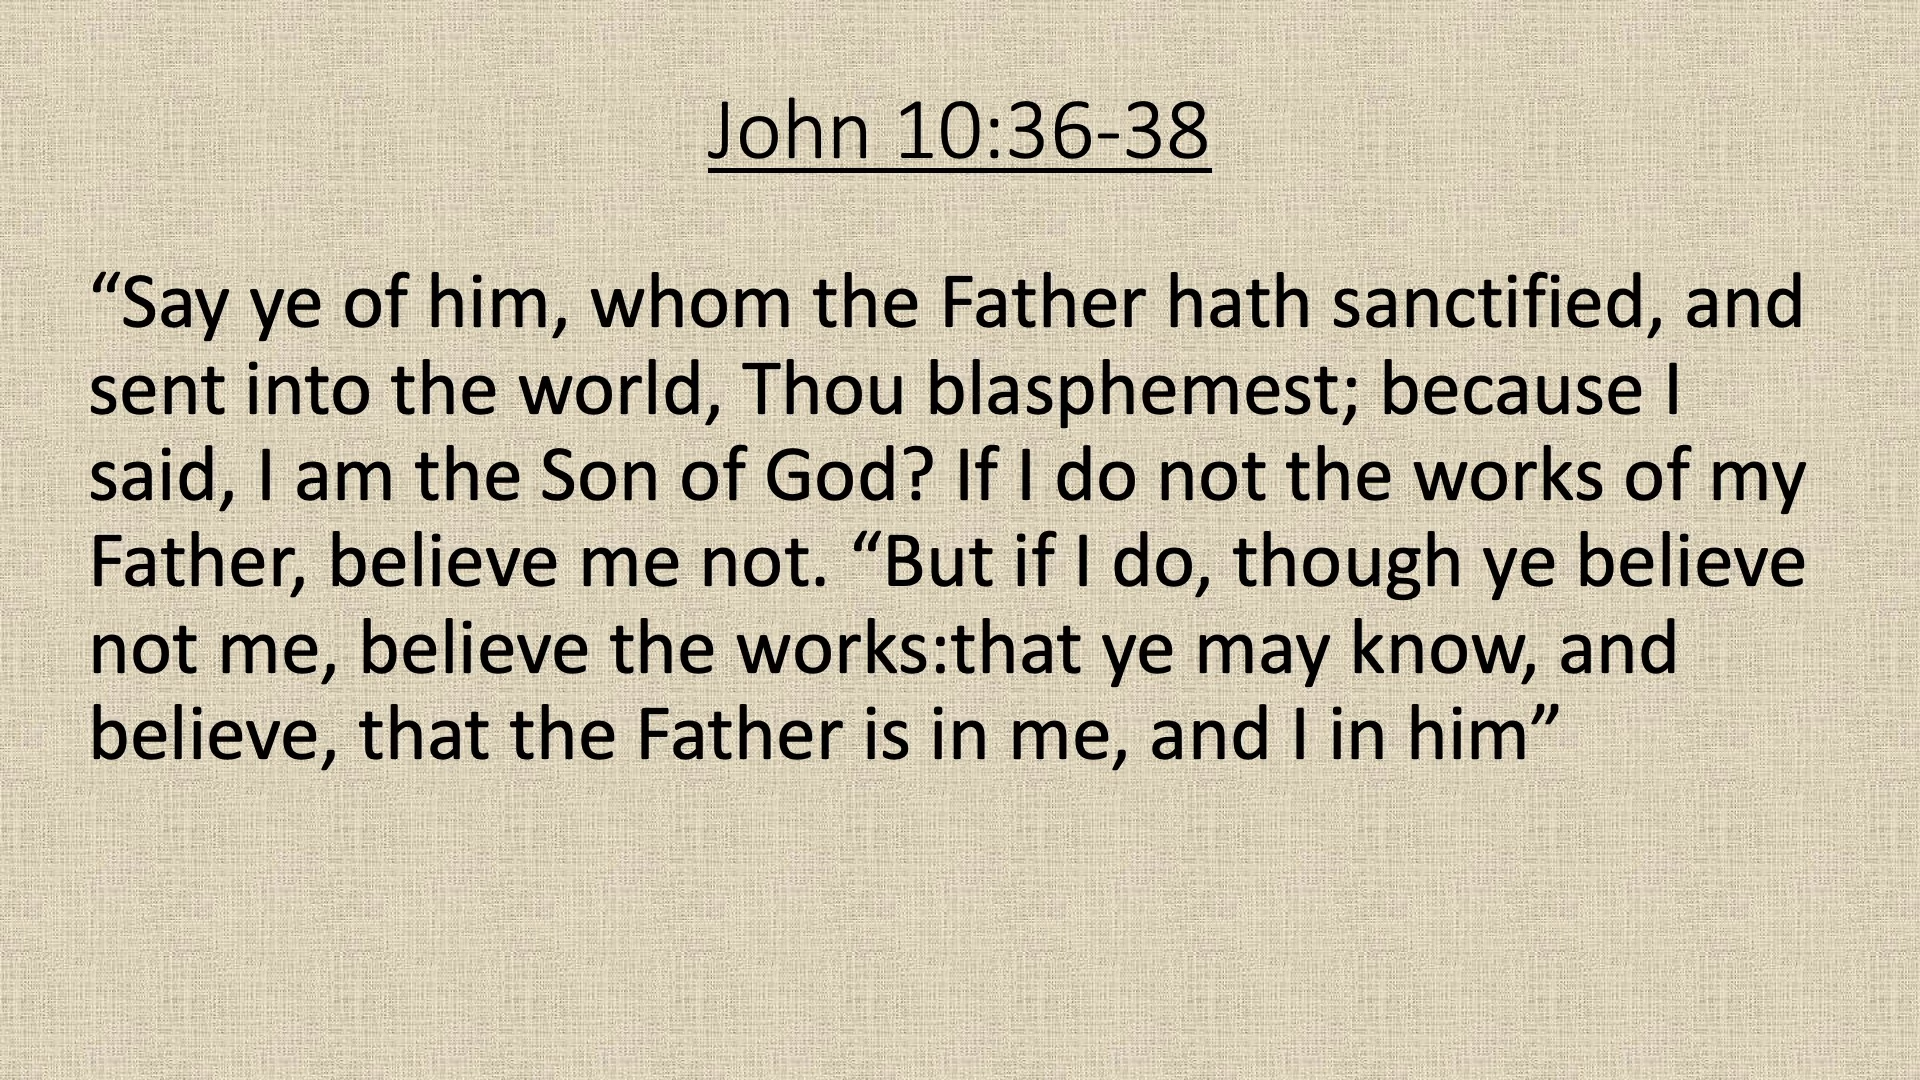 John 10:36-38
“Say ye of him, whom the Father hath sanctified, and
sent into the world, Thou blasphemest; because I
said, I am the Son of God? If I do not the works of my
Father, believe me not. “But if I do, though ye believe
not me, believe the works:that ye may know, and
believe, that the Father is in me, and I in him”